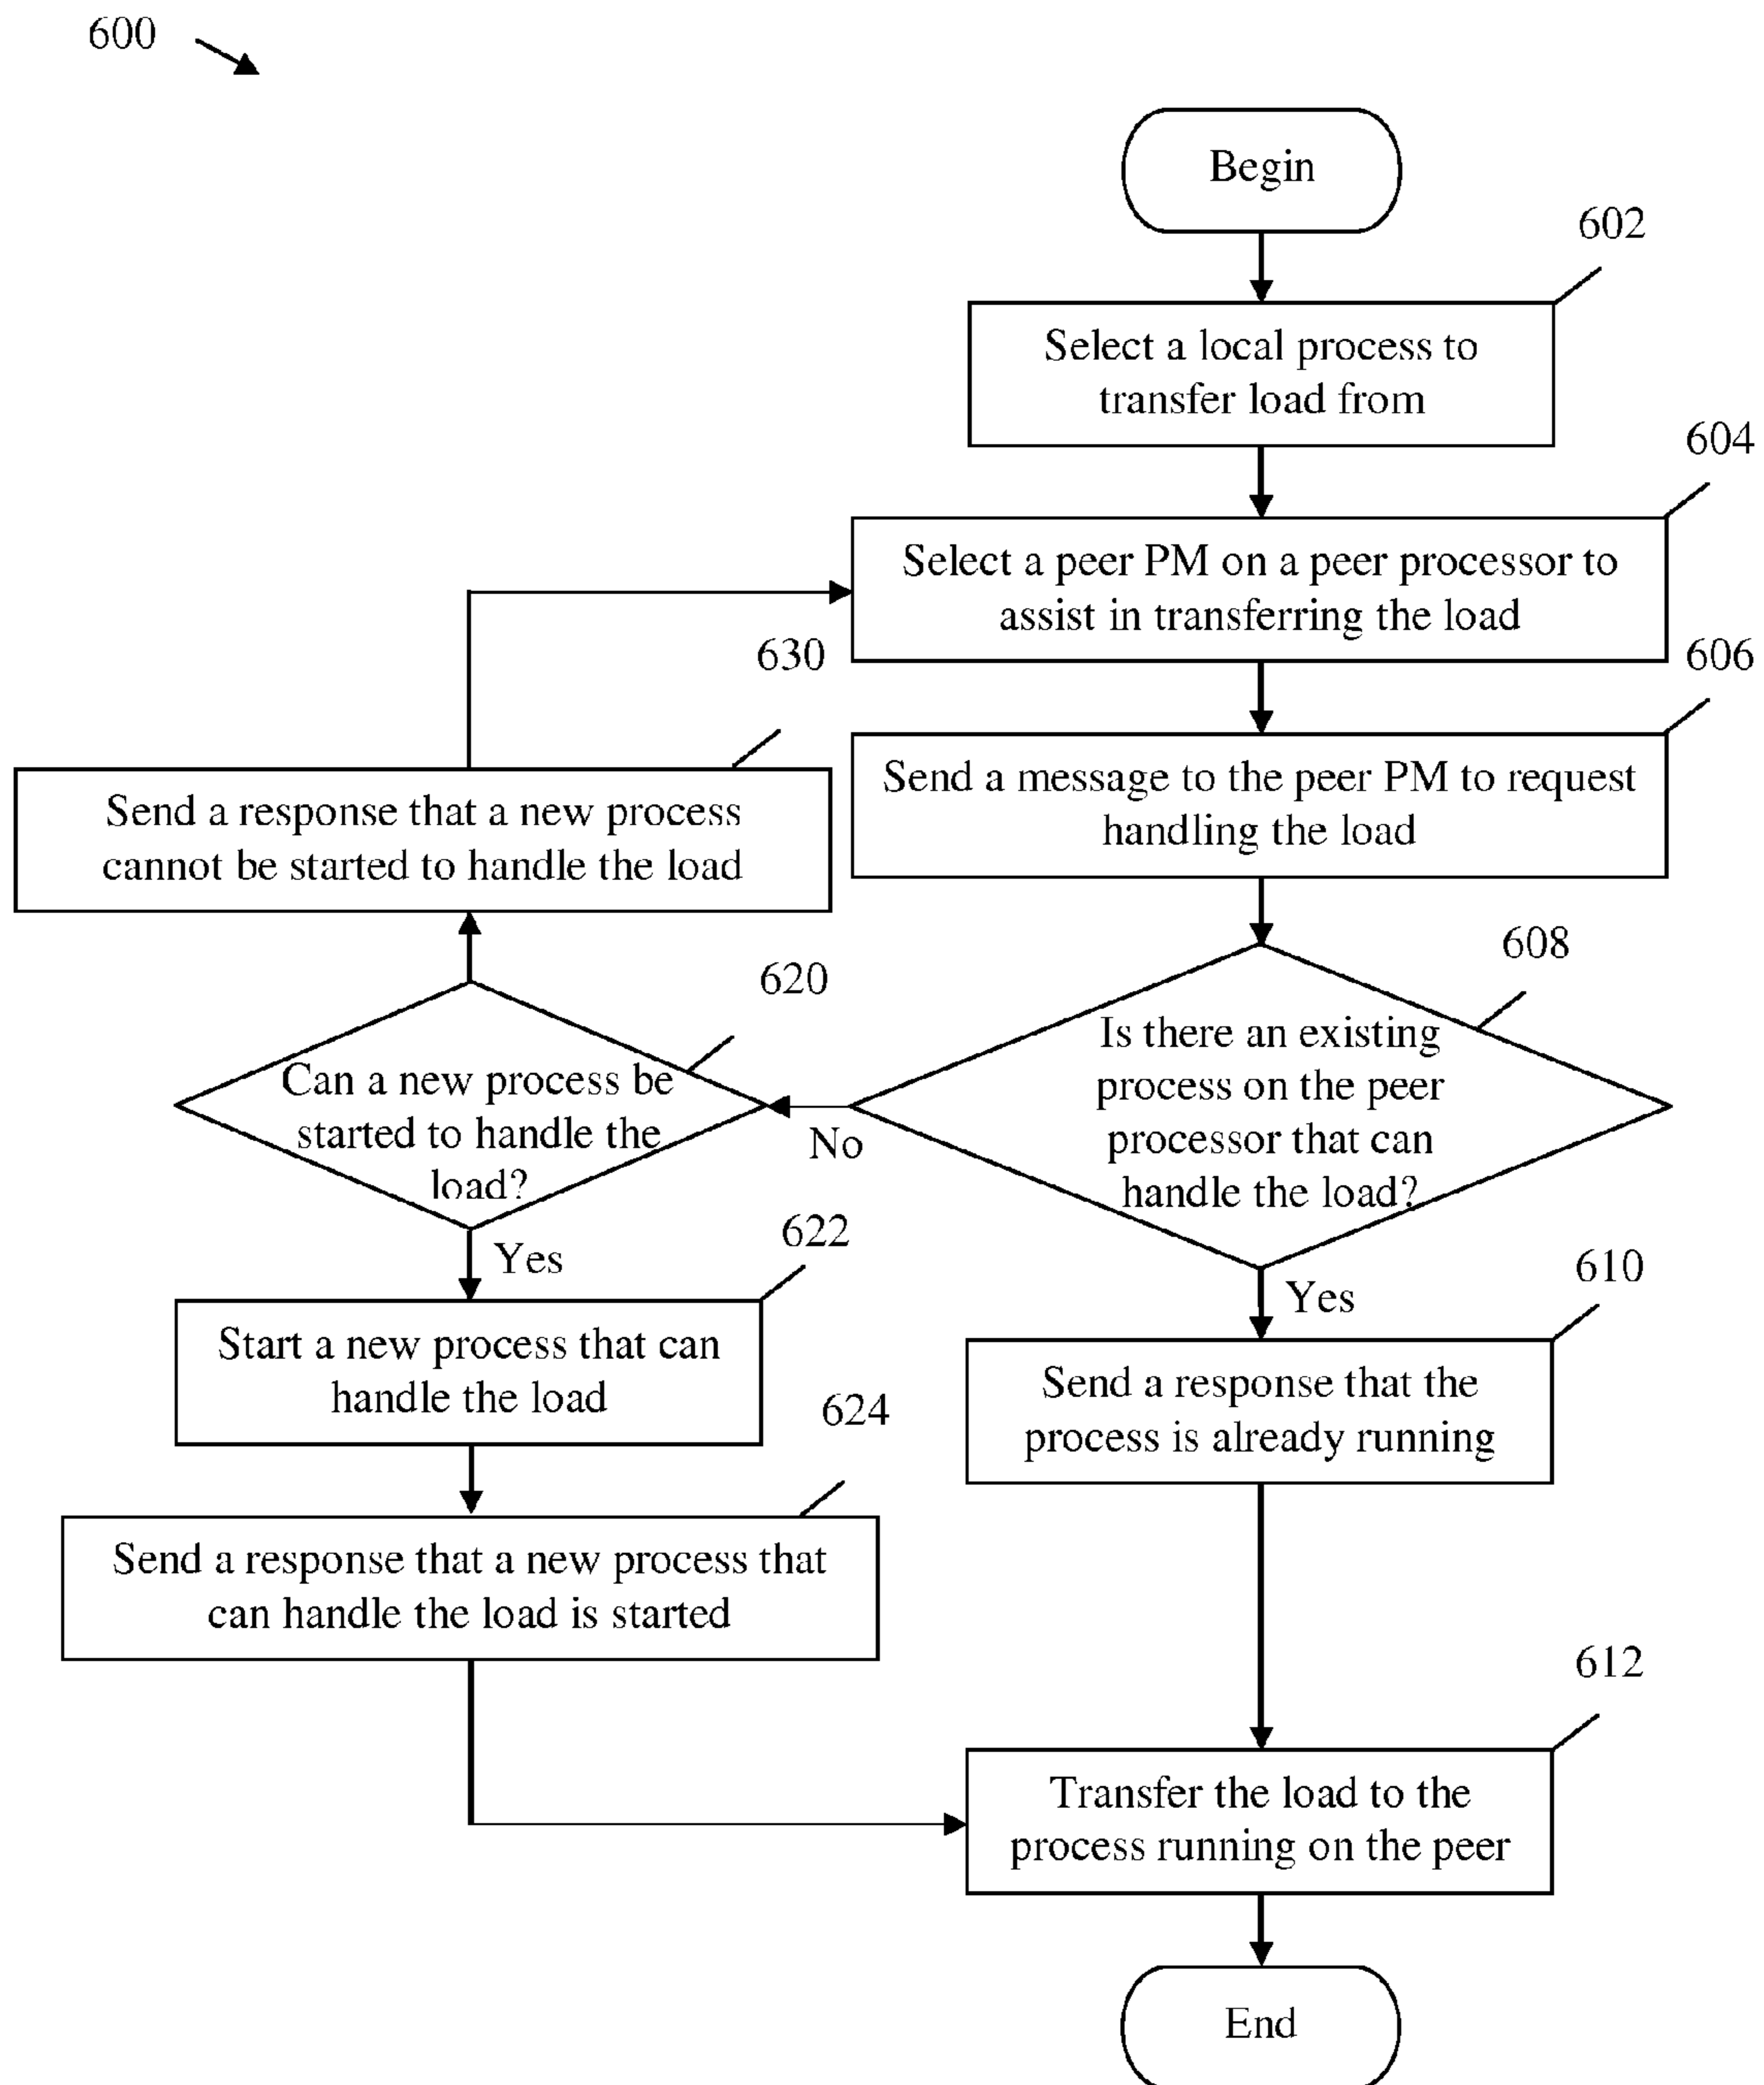 600
Begin
602
Select a local process to
transfer load from
604
Select a peer PM on a peer processor to
assist in transferring the load
630
606
Send a message to the peer PM to request
handling the load
Send a response that a new process
cannot be started to handle the load
608
620
Is there an existing
process on the peer
processor that can
handle the load?
Can a new process be
started to handle the
load?
No
622
Yes
610
Yes
Start a new process that can
handle the load
Send a response that the
process is already running
624
Send a response that a new process that
can handle the load is started
612
Transfer the load to the
process running on the peer
End